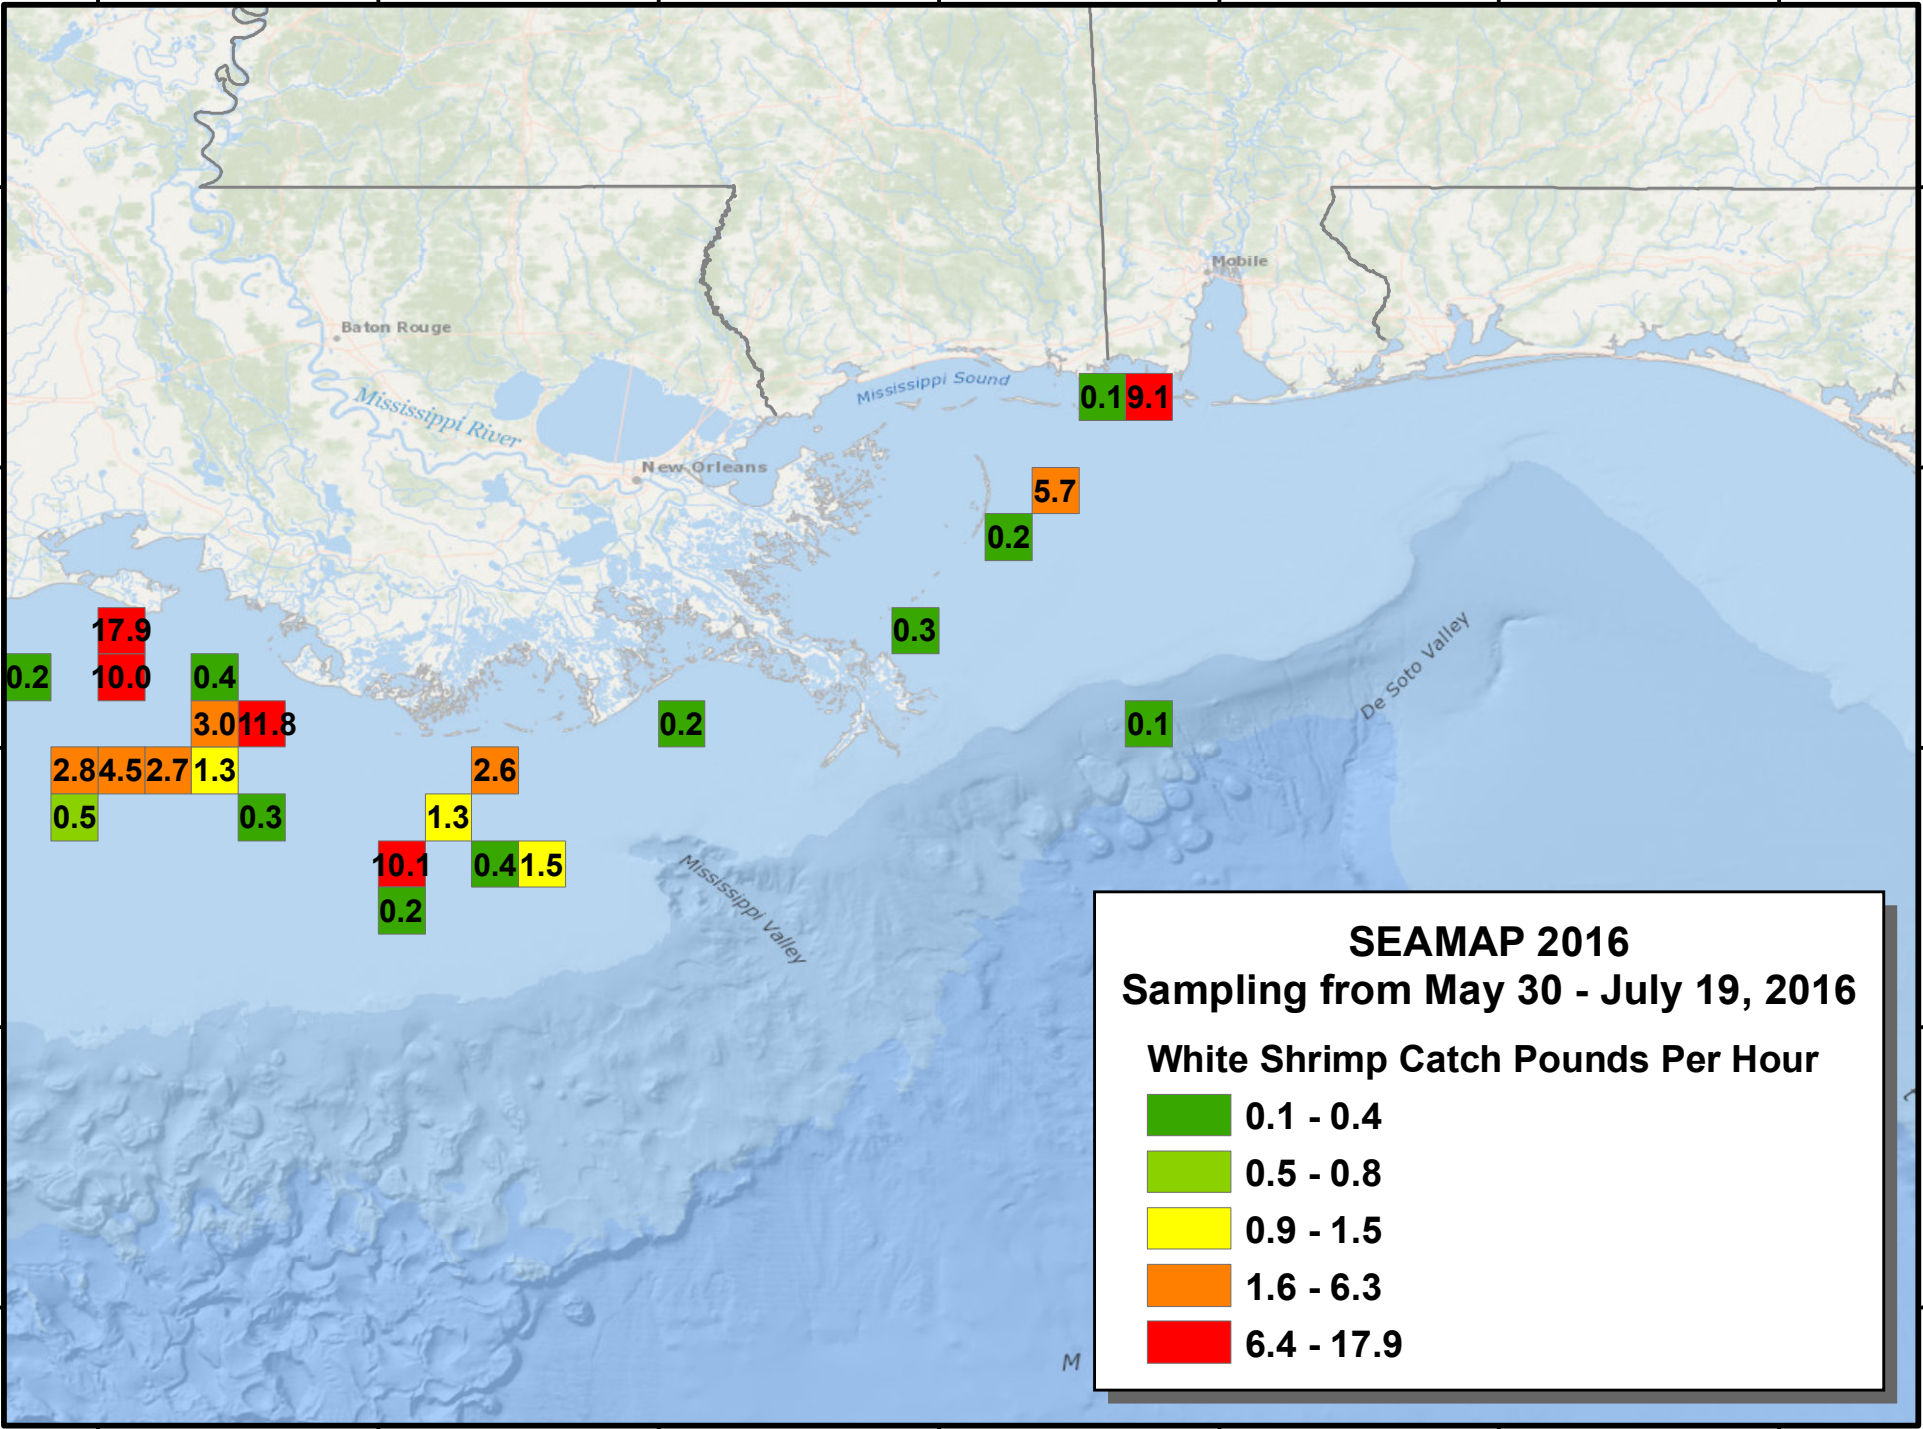 Mobile
Baton Rouge
Mississippi Sound
0.1 9.1
Mississippi River
New Orleans
5.7
0.2
17.9
0.3
0.2 10.0 0.4
De Soto Valley
3.0 11.8 0.2 0.1
2.8 4.5 2.7 1.3 2.6
0.5 0.3 1.3
10.1 0.4 1.5
Mississippi Valley
0.2
SEAMAP 2016
Sampling from May 30 - July 19, 2016
White Shrimp Catch Pounds Per Hour
0.1 - 0.4
0.5 - 0.8
0.9 - 1.5
1.6 - 6.3
6.4 - 17.9
M